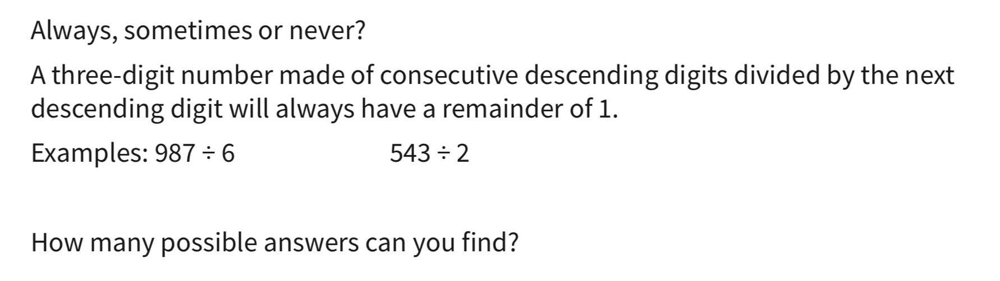 Always, sometimes or never?
A three-digit number made of consecutive descending digits divided by the next
descending digit will always have a remainder of 1.
Examples: 987 ÷ 6 543 ÷ 2
How many possible answers can you find?